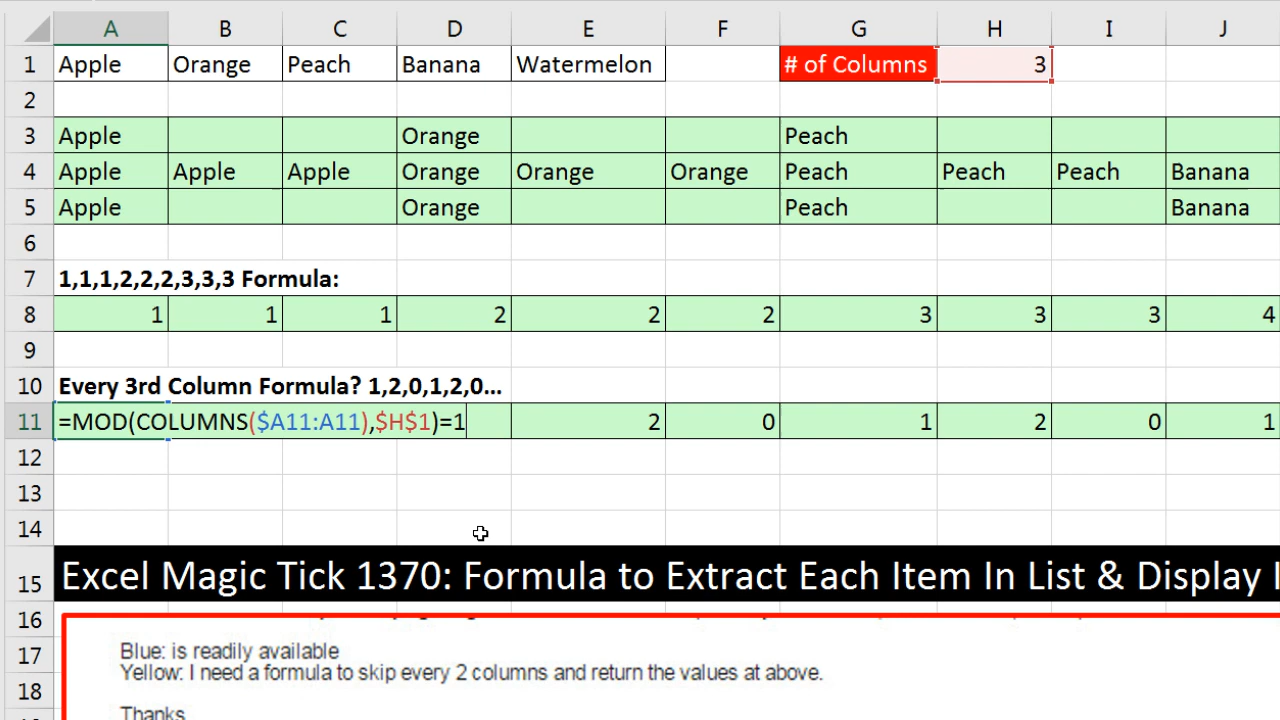 A B C D E F G H I J
1 Apple Orange Peach Banana Watermelon # of Columns 3
2
3 Apple Orange Peach
4 Apple Apple Apple Orange Orange Orange Peach Peach Peach Banana
5 Apple Orange Peach Banana
6
7 1,1,1,2,2,2,3,3,3 Formula:
8 1 1 1 2 2 2 3 3 3 4
9
10 Every 3rd Column Formula? 1,2,0,1,2,0...
11 =MOD(COLUMNS($A11:A11),$H$1)=1 2 0 1 2 0 1
12
13
14
15 Excel Magic Tick 1370: Formula to Extract Each Item In List & Display
16
17 Blue: is readily available
Yellow: I need a formula to skip every 2 columns and return the values at above.
18
Thanks